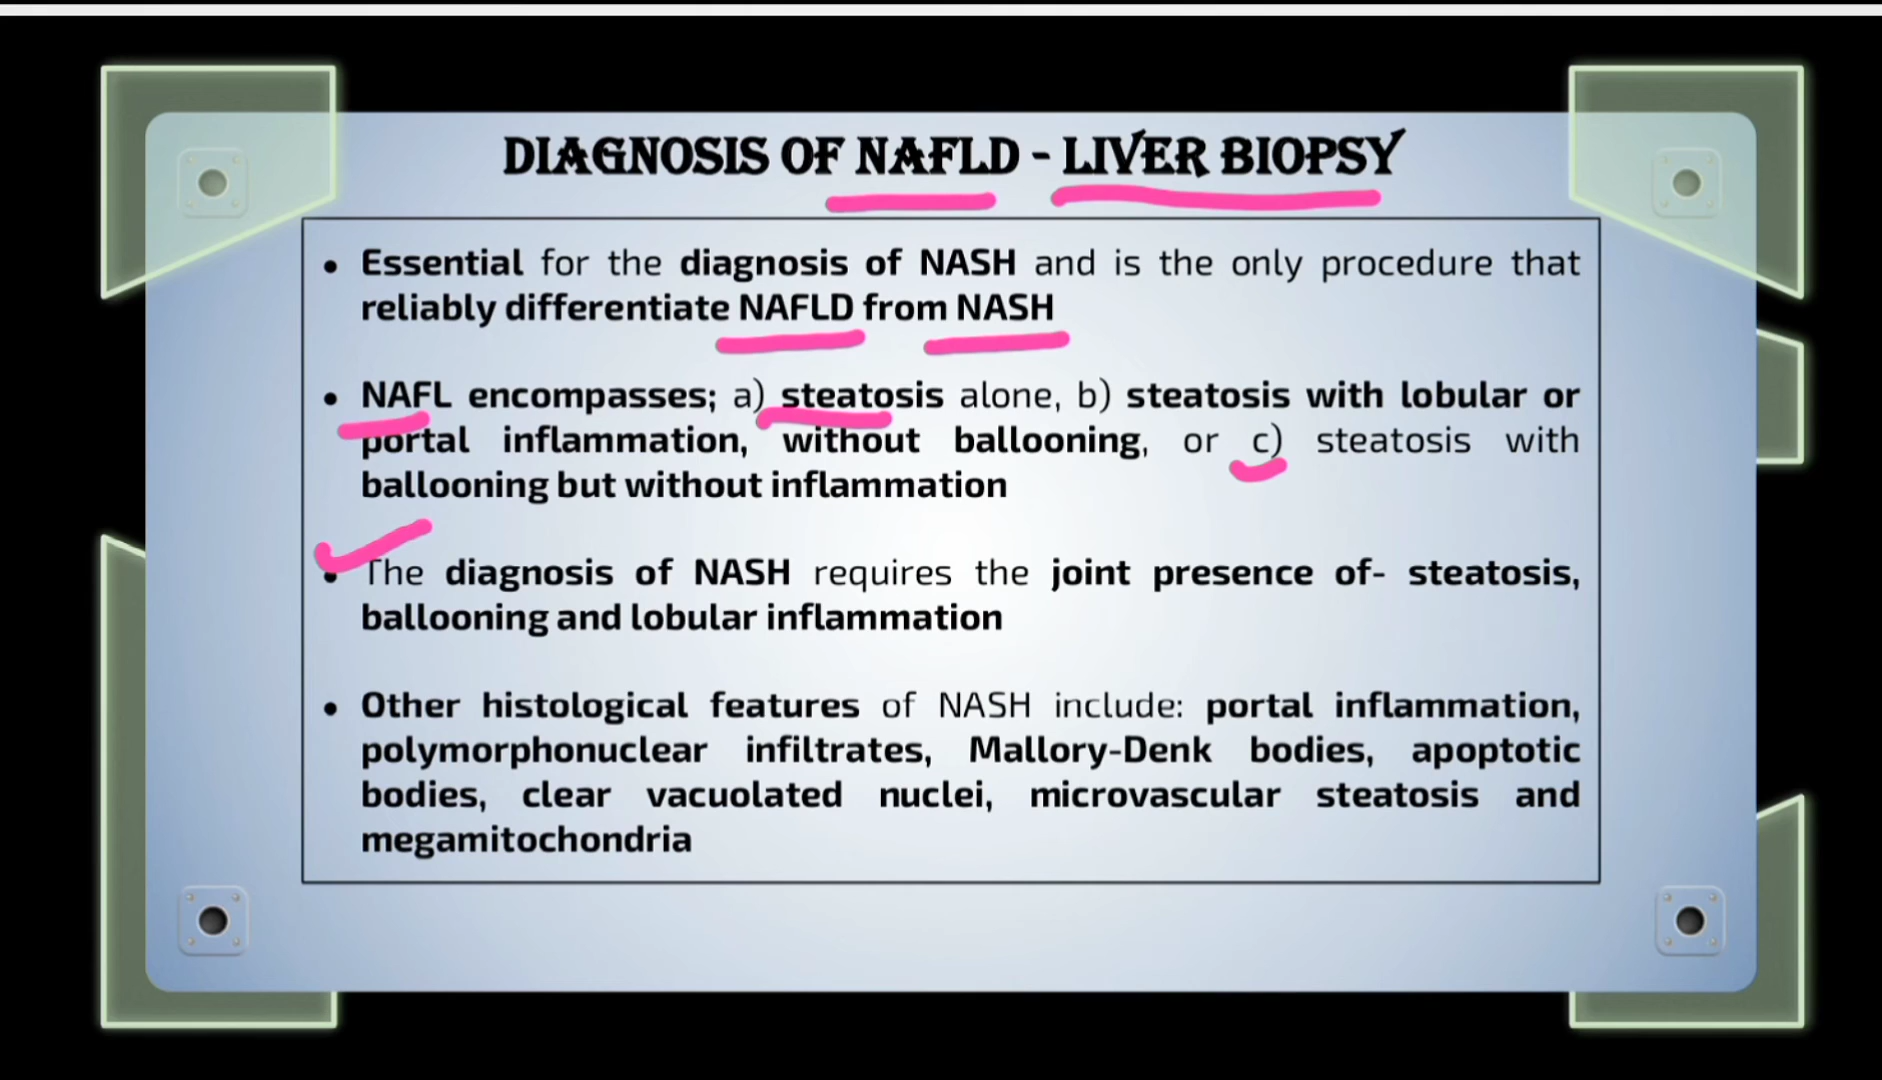 DIAGNOSIS OF NAFLD - LIVER BIOPSY
• Essential for the diagnosis of NASH and is the only procedure that
reliably differentiate NAFLD from NASH
• NAFL encompasses; a) steatosis alone, b) steatosis with lobular or
portal inflammation, without ballooning, or c) steatosis with
ballooning but without inflammation
• The diagnosis of NASH requires the joint presence of- steatosis,
ballooning and lobular inflammation
• Other histological features of NASH include: portal inflammation,
polymorphonuclear infiltrates, Mallory-Denk bodies, apoptotic
bodies, clear vacuolated nuclei, microvascular steatosis and
megamitochondria